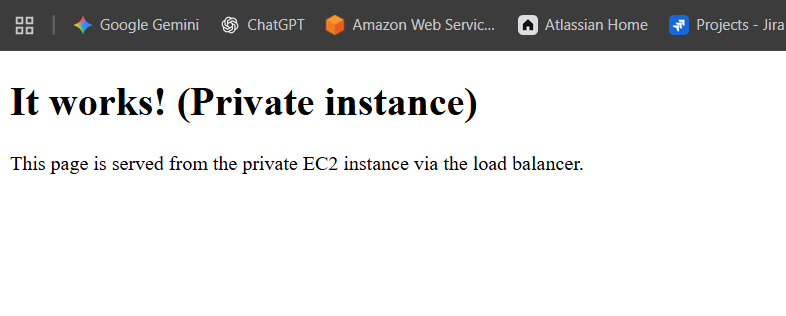 Google Gemini ChatGPT Amazon Web Servic... Atlassian Home Projects - Jira
It works! (Private instance)
This page is served from the private EC2 instance via the load balancer.